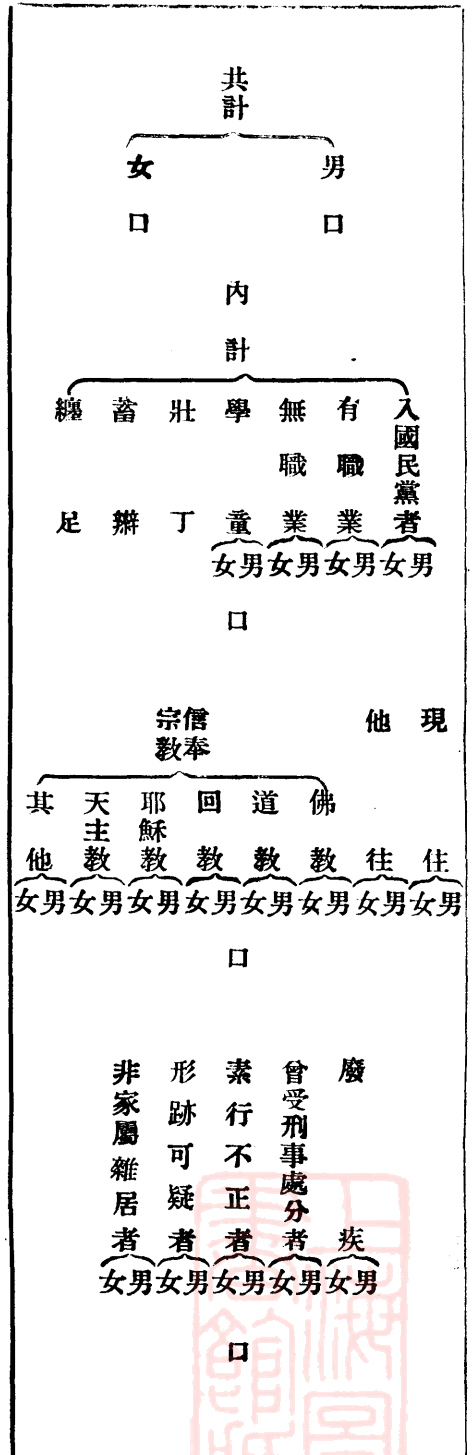 共計
男 女
口 口
內計
入國民黨者
有職業
無職業
學童
壯丁
蓄辮
纏足
男女 男女 男女 男女
口
現住
他往
信奉宗教
佛教
道教
回教
耶穌教
天主教
其他
男女 男女 男女 男女 男女 男女 男女 男女
口
廢疾
曾受刑事處分者
素行不正者
形跡可疑者
非家屬雜居者
男女 男女 男女 男女 男女
口